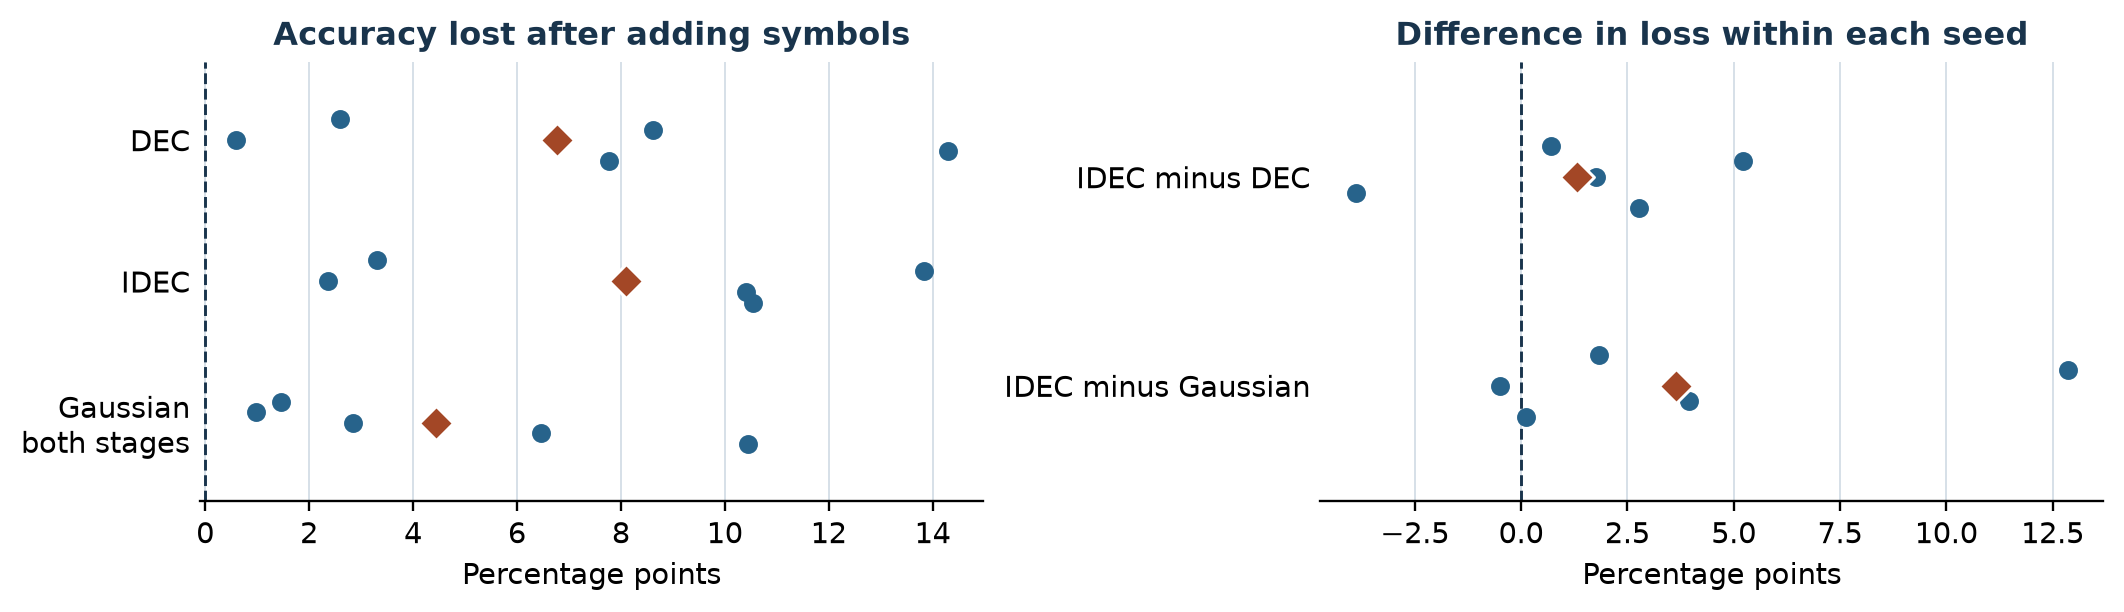 Accuracy lost after adding symbols
DEC
IDEC
Gaussian
both stages
0 2 4 6 8 10 12 14
Percentage points
Difference in loss within each seed
IDEC minus DEC
IDEC minus Gaussian
−2.5 0.0 2.5 5.0 7.5 10.0 12.5
Percentage points